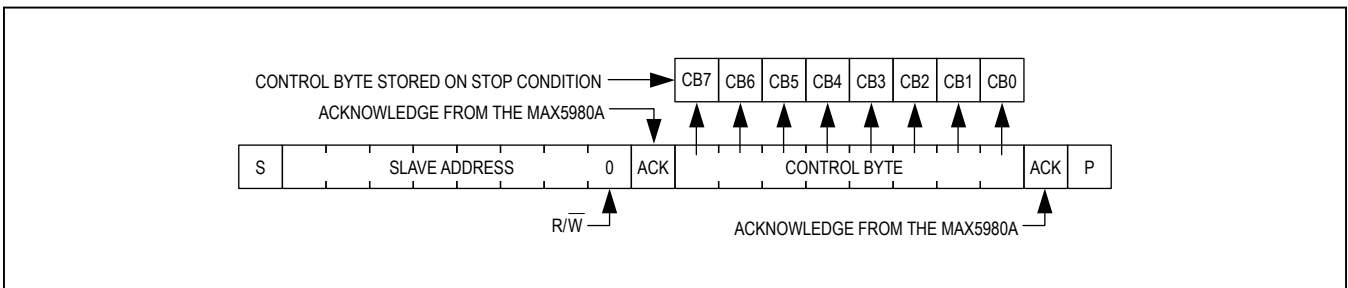 CONTROL BYTE STORED ON STOP CONDITION CB7 CB6 CB5 CB4 CB3 CB2 CB1 CB0
ACKNOWLEDGE FROM THE MAX5980A
S SLAVE ADDRESS 0 ACK CONTROL BYTE ACK P
R/W̅ ACKNOWLEDGE FROM THE MAX5980A